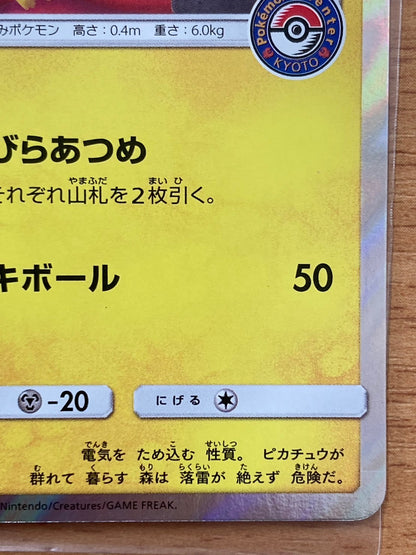 みポケモン 高さ：0.4m 重さ：6.0kg
Pokémon Center
KYOTO
びらあつめ
それぞれ山札を２枚引く。
キボール 50
-20
にげる
電気を ため込む 性質。 ピカチュウが
群れて 暮らす 森は 落雷が 絶えず 危険だ。
Nintendo/Creatures/GAME FREAK.